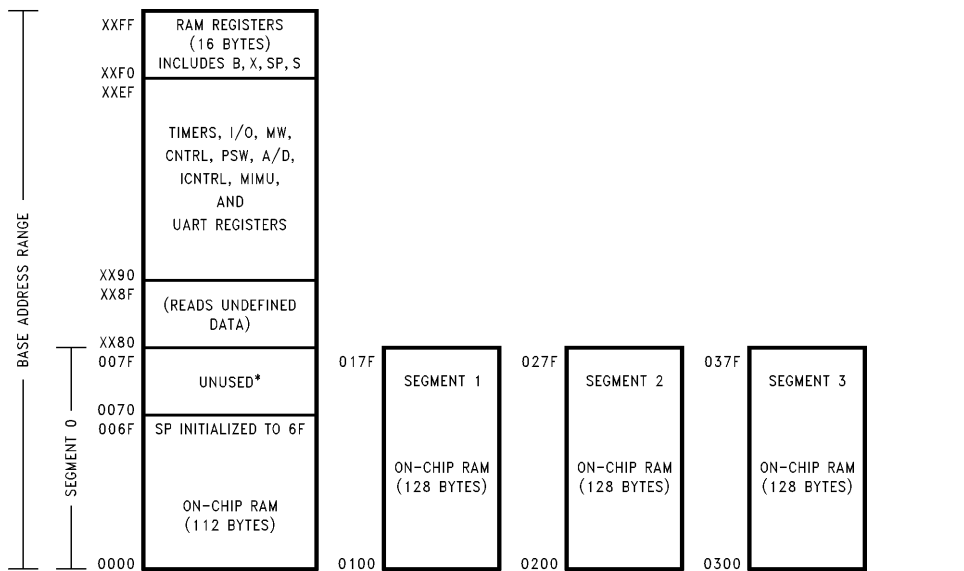 XXFF
RAM REGISTERS
(16 BYTES)
INCLUDES B, X, SP, S
XXF0
XXEF
TIMERS, I/O, MW,
CNTRL, PSW, A/D,
ICNTRL, MIMU,
AND
UART REGISTERS
XX90
XX8F
(READS UNDEFINED
DATA)
XX80
007F
UNUSED*
0070
006F
SP INITIALIZED TO 6F
ON-CHIP RAM
(112 BYTES)
0000
BASE ADDRESS RANGE
SEGMENT 0
017F
SEGMENT 1
ON-CHIP RAM
(128 BYTES)
0100
027F
SEGMENT 2
ON-CHIP RAM
(128 BYTES)
0200
037F
SEGMENT 3
ON-CHIP RAM
(128 BYTES)
0300